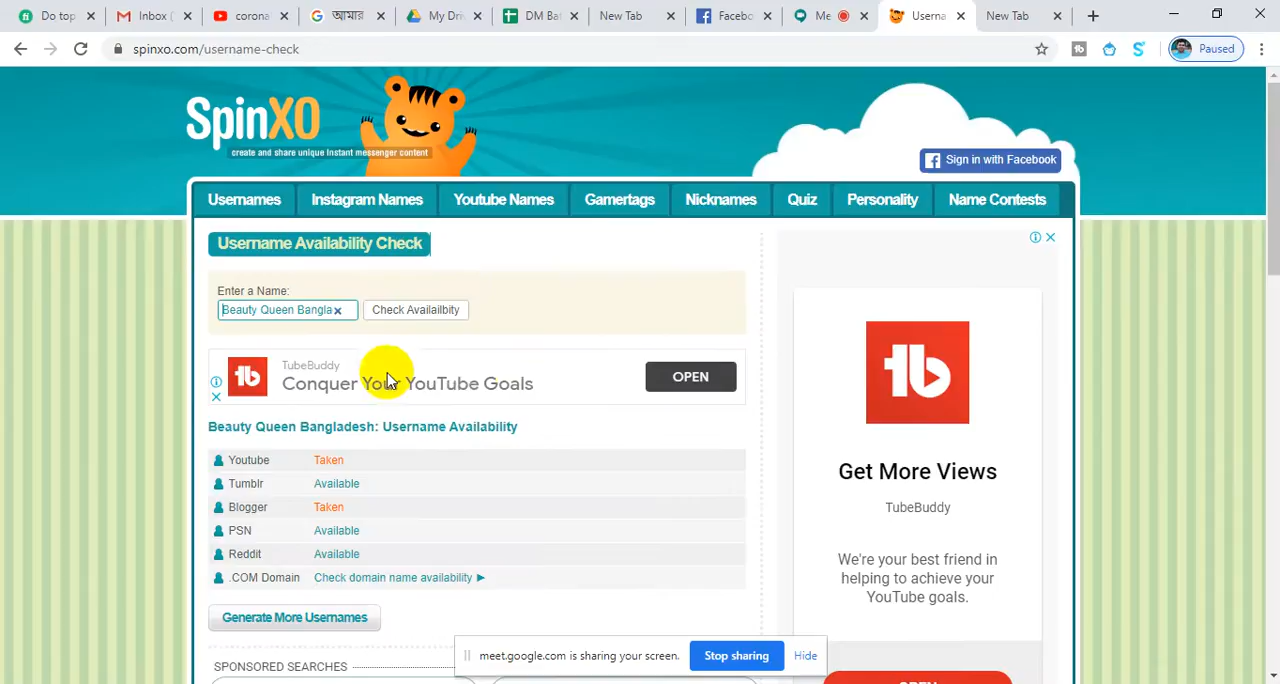 Do top
Inbox (
corona
আমার
My Driv
DM Bat
New Tab
Facebo
Me
Userna
New Tab
spinxo.com/username-check
Paused
SpinXO
create and share unique Instant messenger content
Sign in with Facebook
Usernames
Instagram Names
Youtube Names
Gamertags
Nicknames
Quiz
Personality
Name Contests
Username Availability Check
Enter a Name:
Beauty Queen Bangla
Check Availailbity
TubeBuddy
Conquer Your YouTube Goals
OPEN
Beauty Queen Bangladesh: Username Availability
Youtube Taken
Tumblr Available
Blogger Taken
PSN Available
Reddit Available
.COM Domain Check domain name availability ►
Generate More Usernames
SPONSORED SEARCHES
tb
Get More Views
TubeBuddy
We're your best friend in
helping to achieve your
YouTube goals.
meet.google.com is sharing your screen.
Stop sharing
Hide